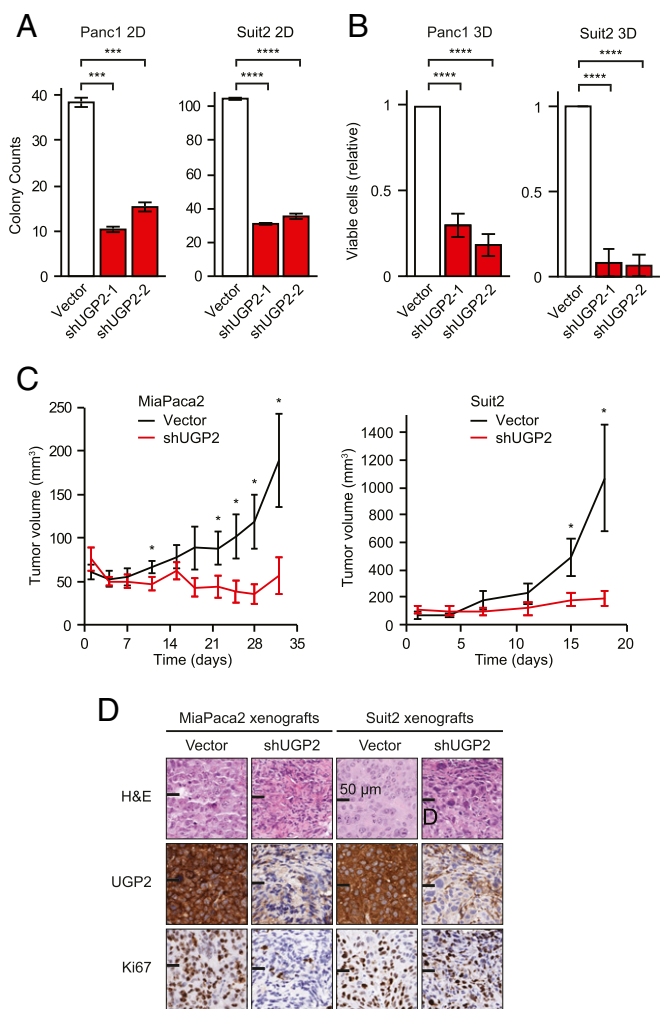 A
Panc1 2D
Suit2 2D
***
***
****
****
Colony Counts
40
30
20
10
0
100
80
60
40
20
0
Vector
shUGP2-1
shUGP2-2
Vector
shUGP2-1
shUGP2-2
B
Panc1 3D
Suit2 3D
****
****
****
****
Viable cells (relative)
1
0.5
0
1
0.5
0
Vector
shUGP2-1
shUGP2-2
Vector
shUGP2-1
shUGP2-2
C
MiaPaca2
Vector
shUGP2
Tumor volume (mm³)
250
200
150
100
50
0
* * * * *
0 7 14 21 28 35
Time (days)
Suit2
Vector
shUGP2
Tumor volume (mm³)
1400
1200
1000
800
600
400
200
0
* *
0 5 10 15 20
Time (days)
D
MiaPaca2 xenografts Suit2 xenografts
Vector shUGP2 Vector shUGP2
H&E
50 µm
D
UGP2
Ki67